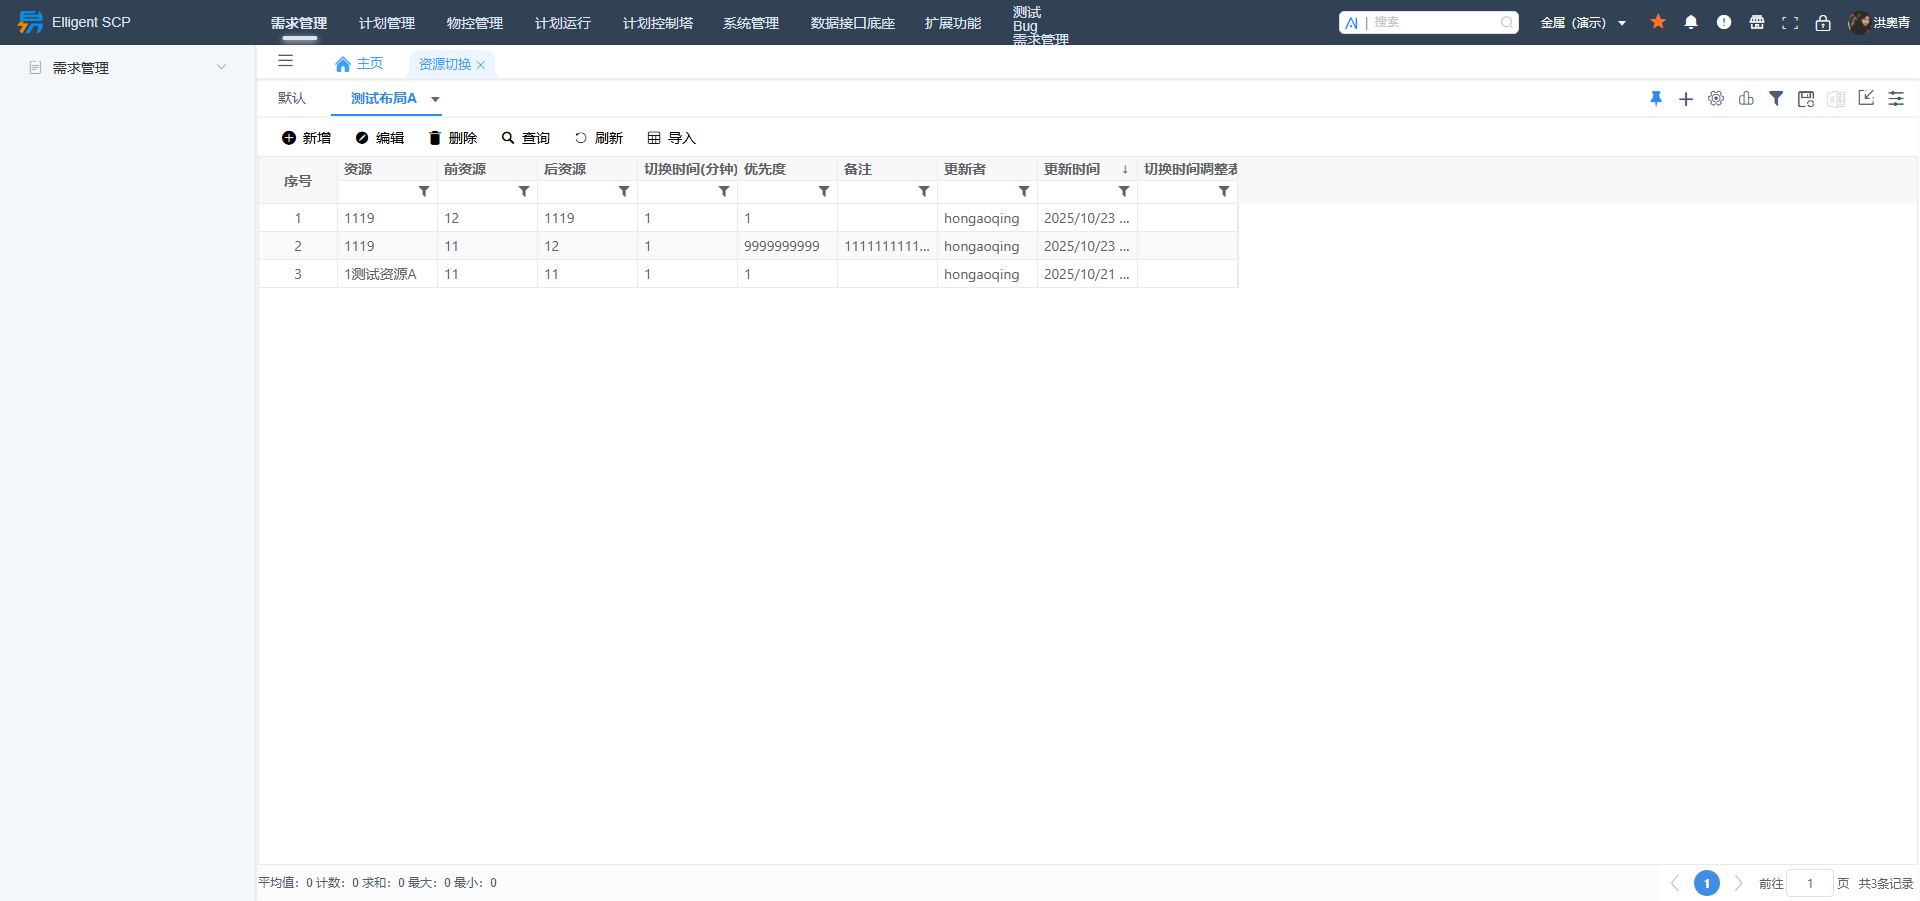 Elligent SCP
需求管理 计划管理 物控管理 计划运行 计划控制塔 系统管理 数据接口底座 扩展功能
测试
Bug
需求管理
AI | 搜索
金属（演示）
洪奥青
需求管理
主页 资源切换
默认 测试布局A
新增 编辑 删除 查询 刷新 导入
序号 资源 前资源 后资源 切换时间(分钟) 优先度 备注 更新者 更新时间 切换时间调整表
1 1119 12 1119 1 1 hongaoqing 2025/10/23 ...
2 1119 11 12 1 9999999999 1111111111... hongaoqing 2025/10/23 ...
3 1测试资源A 11 11 1 1 hongaoqing 2025/10/21 ...
平均值：0 计数：0 求和：0 最大：0 最小：0
1 前往 1 页 共3条记录